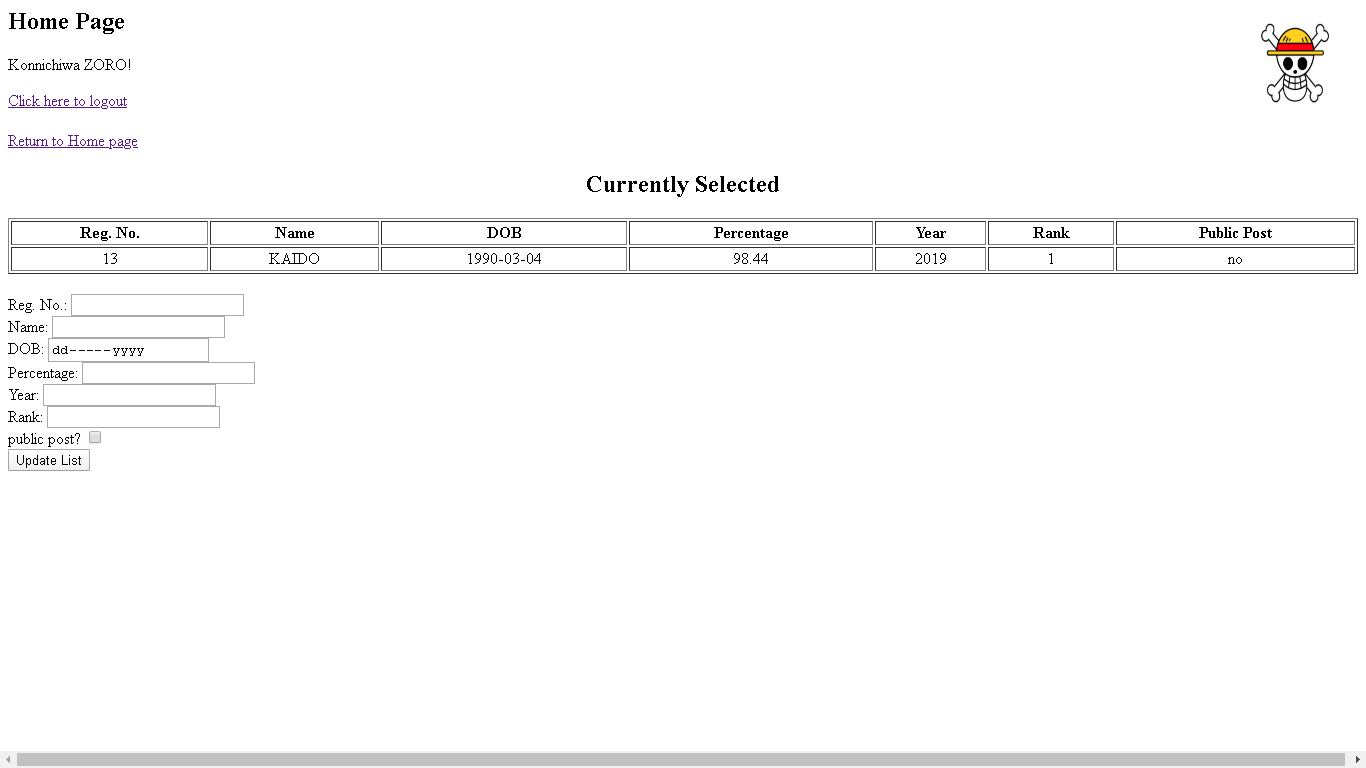 Home Page
Konnichiwa ZORO!
Click here to logout
Return to Home page
Currently Selected
Reg. No. Name DOB Percentage Year Rank Public Post
13 KAIDO 1990-03-04 98.44 2019 1 no
Reg. No.:
Name:
DOB: dd-----yyyy
Percentage:
Year:
Rank:
public post?
Update List